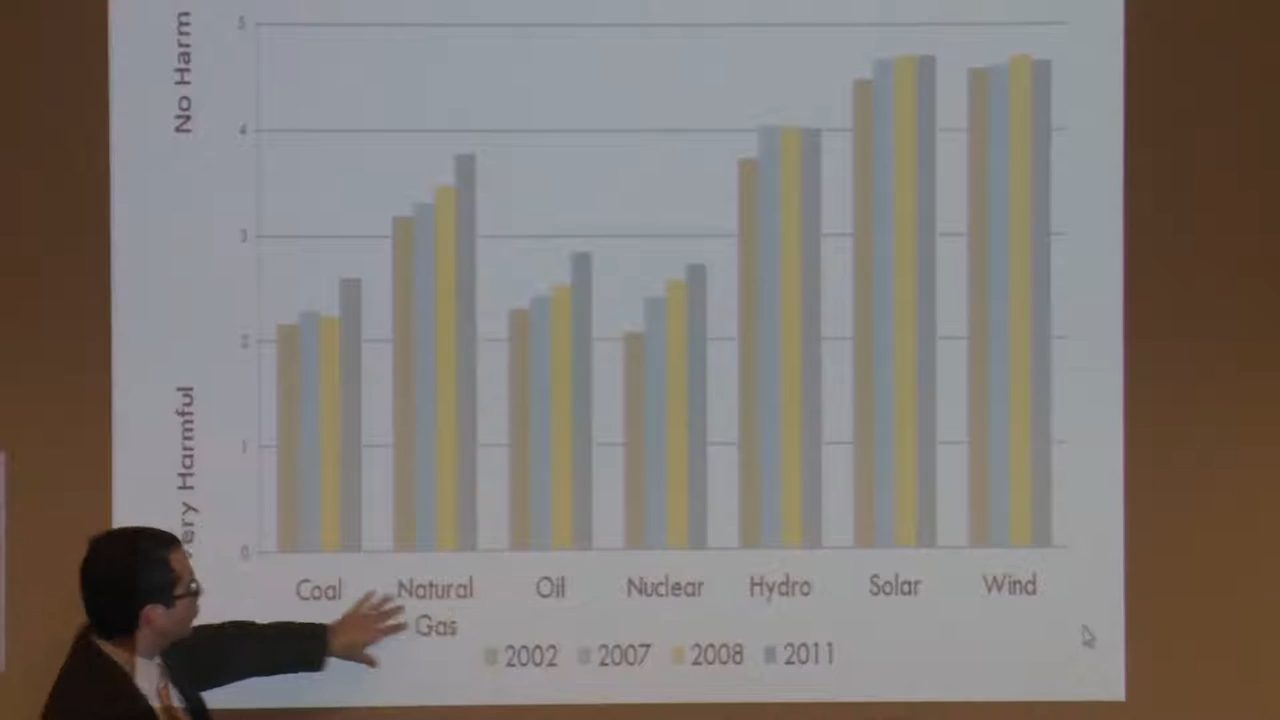 No Harm
5
4
3
2
1
0
ery Harmful
Coal
Natural Gas
Oil
Nuclear
Hydro
Solar
Wind
2002
2007
2008
2011